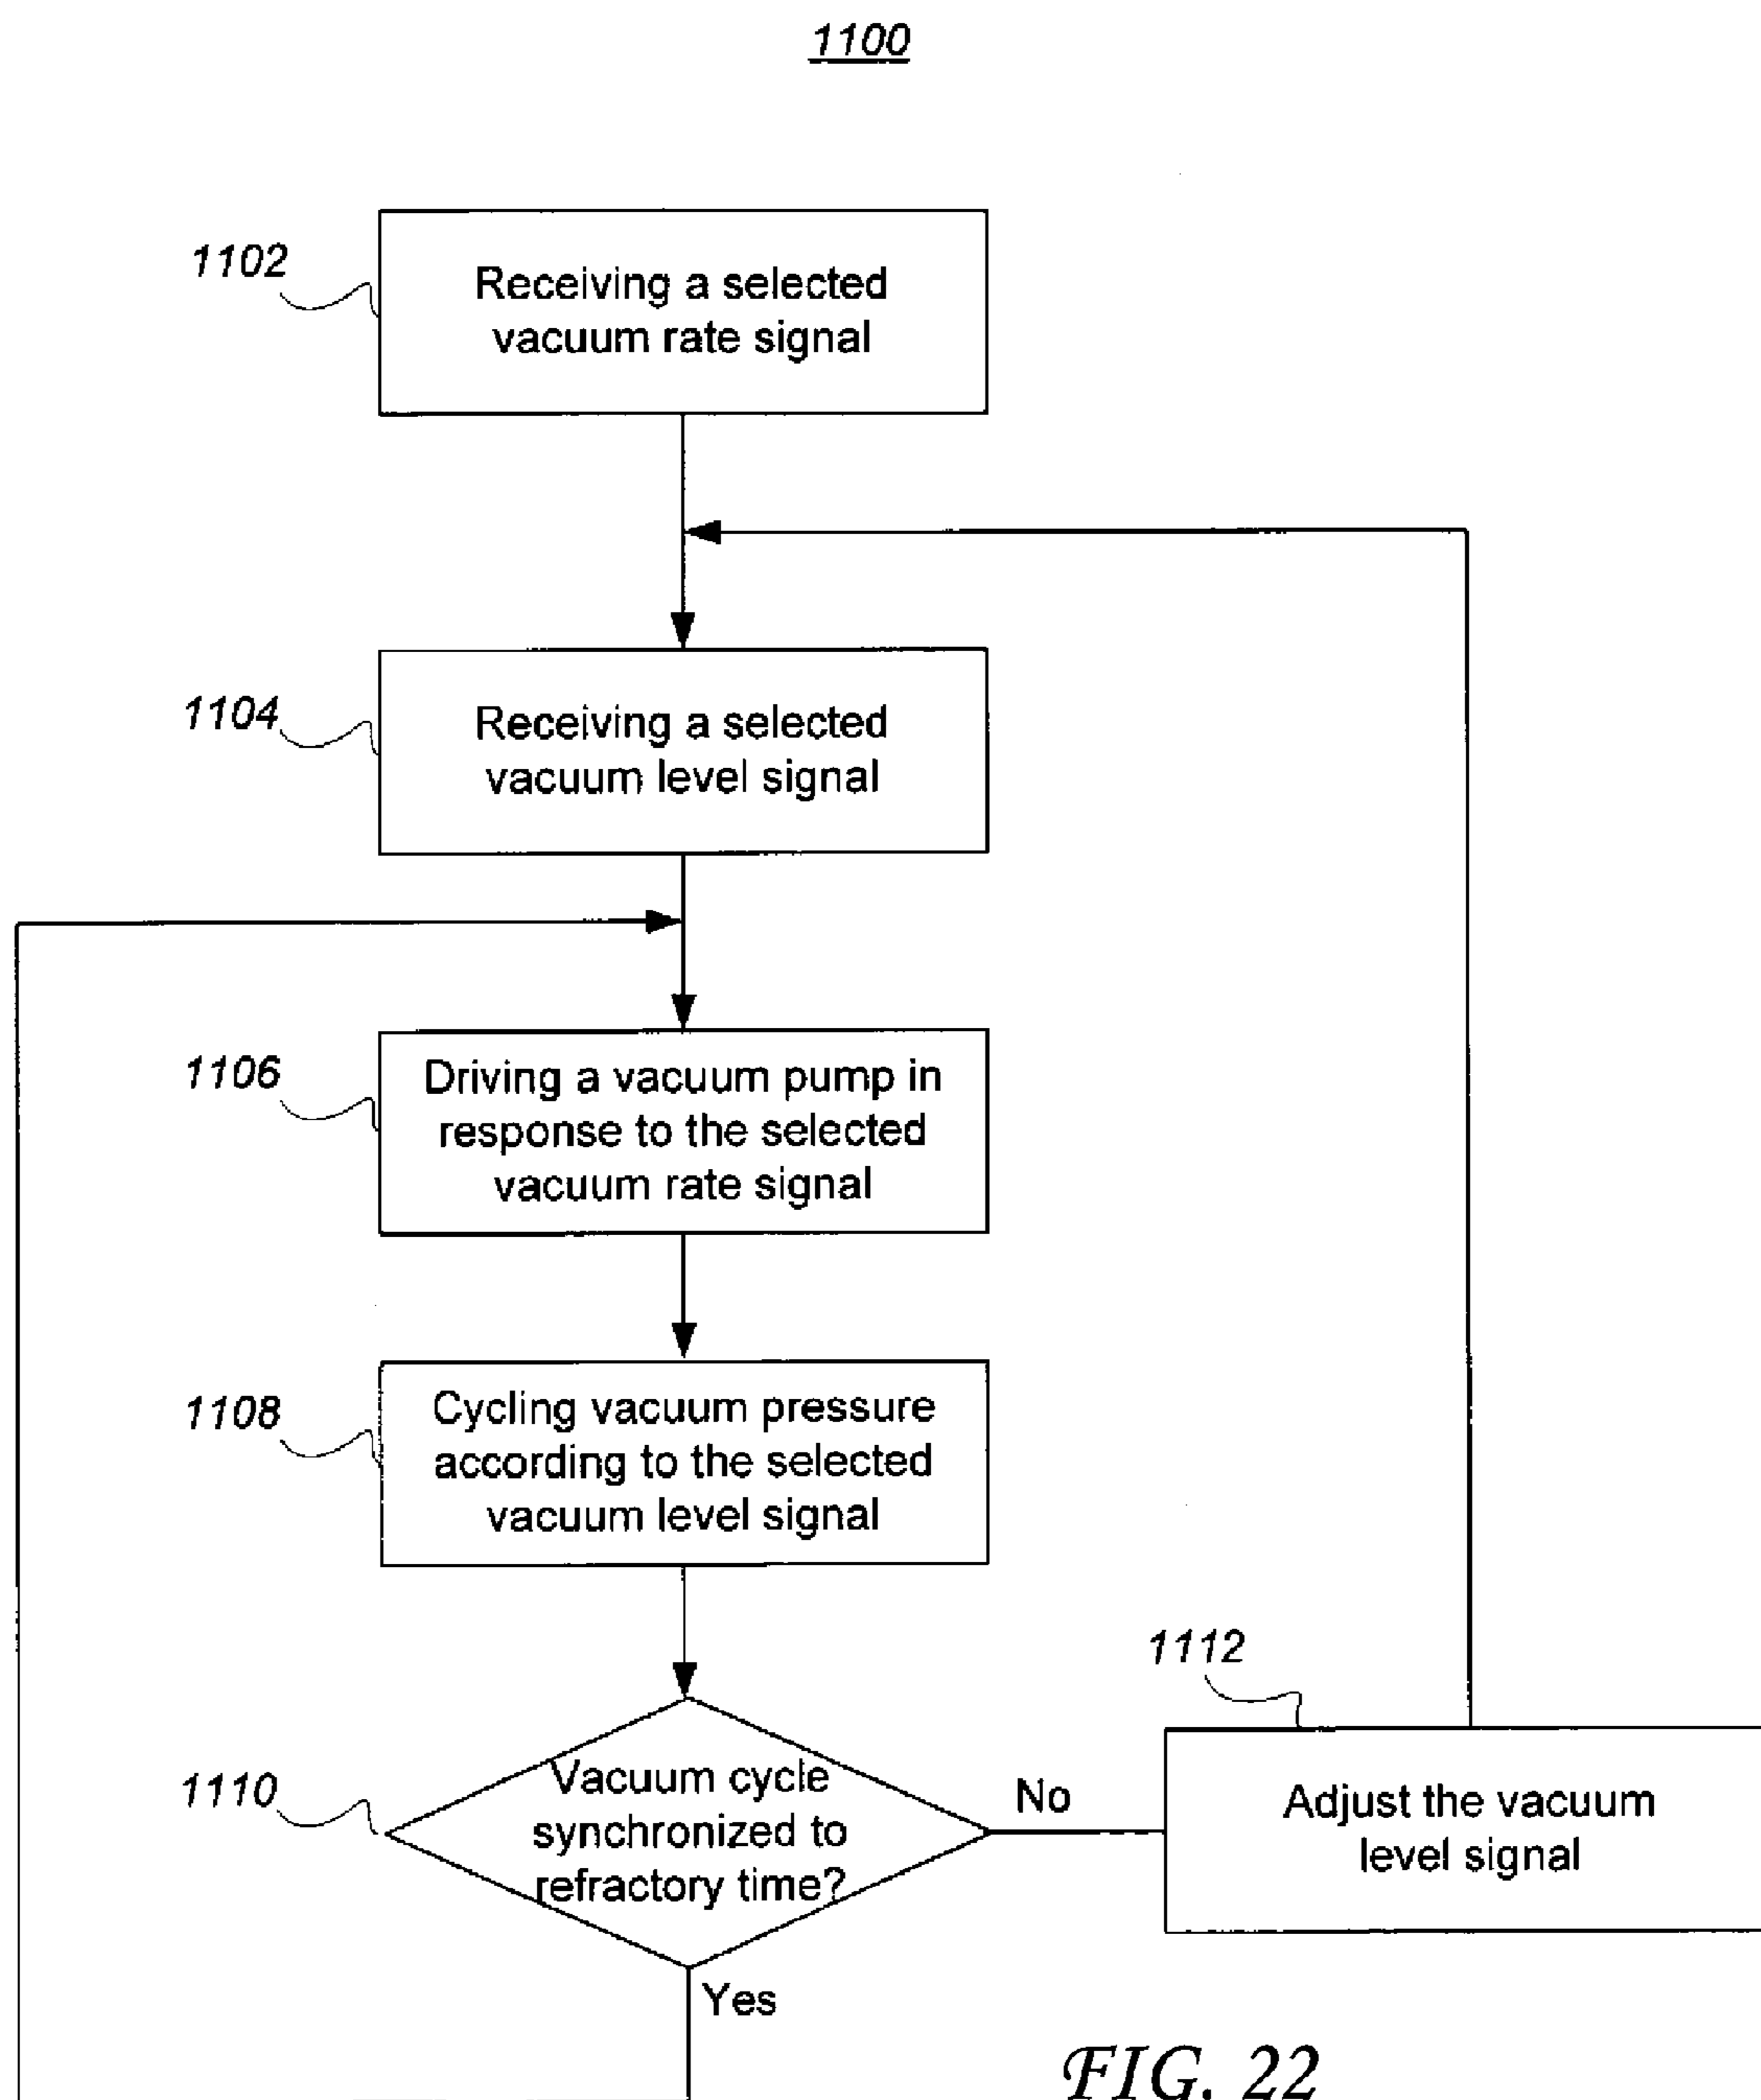 1100
1102
Receiving a selected
vacuum rate signal
1104
Receiving a selected
vacuum level signal
1106
Driving a vacuum pump in
response to the selected
vacuum rate signal
1108
Cycling vacuum pressure
according to the selected
vacuum level signal
1110
Vacuum cycle
synchronized to
refractory time?
No
1112
Adjust the vacuum
level signal
Yes
FIG. 22